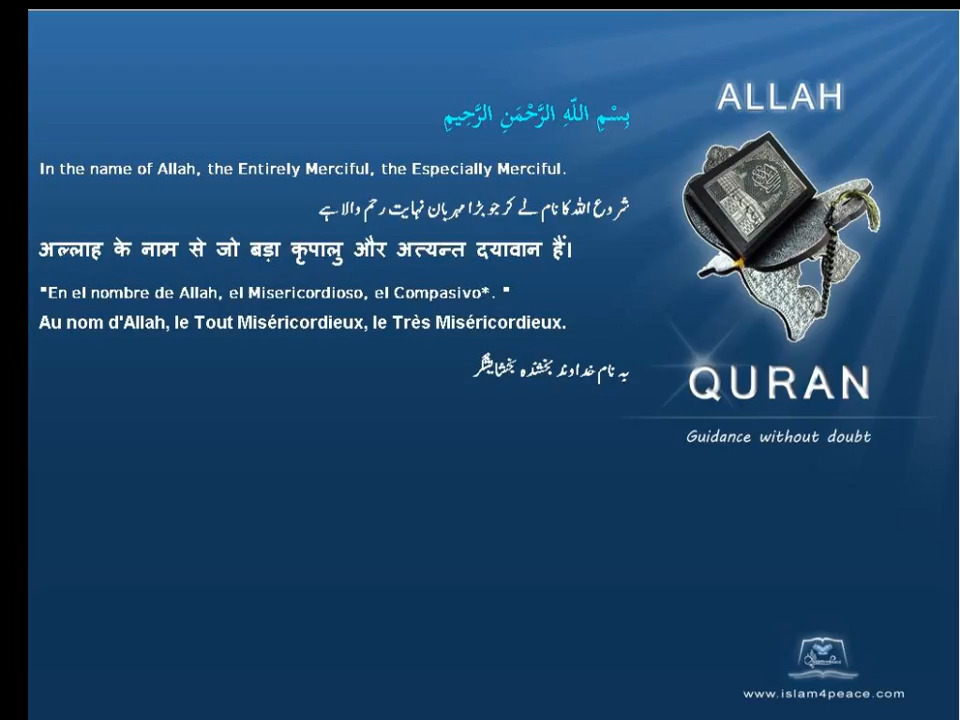 بِسْمِ اللَّهِ الرَّحْمَنِ الرَّحِيمِ
In the name of Allah, the Entirely Merciful, the Especially Merciful.
شروع الله کا نام لے کر جو بڑا مہربان نہایت رحم والا ہے
अल्लाह के नाम से जो बड़ा कृपालु और अत्यन्त दयावान हैं।
"En el nombre de Allah, el Misericordioso, el Compasivo*. "
Au nom d'Allah, le Tout Miséricordieux, le Très Miséricordieux.
به نام خداوند بخشنده بخشایشگر
ALLAH
QURAN
Guidance without doubt
www.islam4peace.com